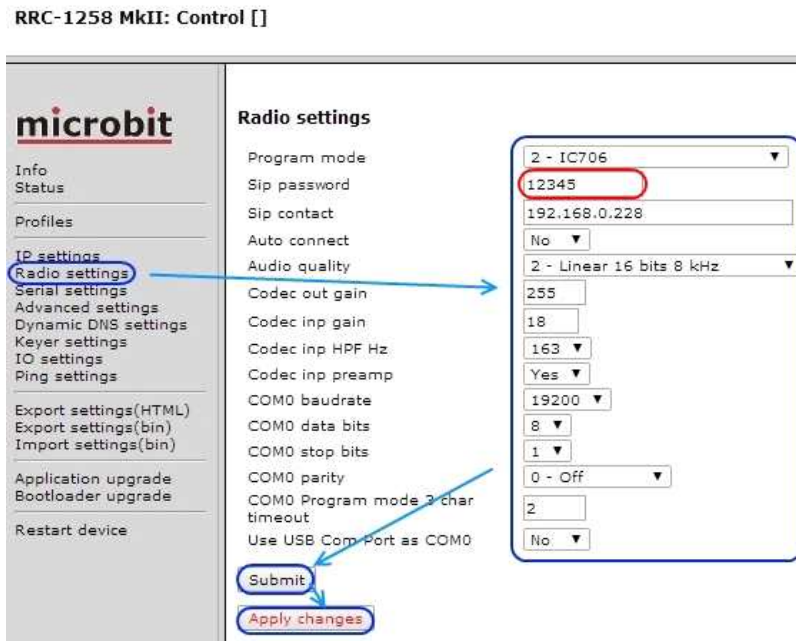 RRC-1258 MkII: Control []
microbit
Info
Status
Profiles
IP settings
Radio settings
Serial settings
Advanced settings
Dynamic DNS settings
Keyer settings
IO settings
Ping settings
Export settings(HTML)
Export settings(bin)
Import settings(bin)
Application upgrade
Bootloader upgrade
Restart device
Radio settings
Program mode 2 - IC706
Sip password 12345
Sip contact 192.168.0.228
Auto connect No
Audio quality 2 - Linear 16 bits 8 kHz
Codec out gain 255
Codec inp gain 18
Codec inp HPF Hz 163
Codec inp preamp Yes
COM0 baudrate 19200
COM0 data bits 8
COM0 stop bits 1
COM0 parity 0 - Off
COM0 Program mode 3 char
timeout 2
Use USB Com Port as COM0 No
Submit
Apply changes